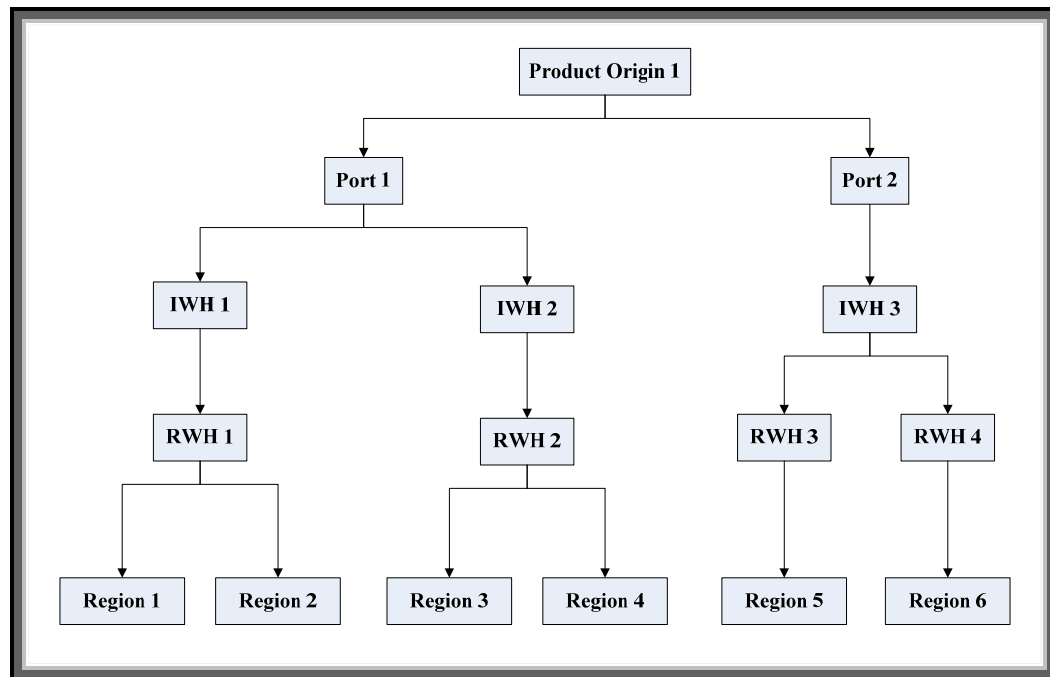 Product Origin 1
Port 1
Port 2
IWH 1
IWH 2
IWH 3
RWH 1
RWH 2
RWH 3
RWH 4
Region 1
Region 2
Region 3
Region 4
Region 5
Region 6